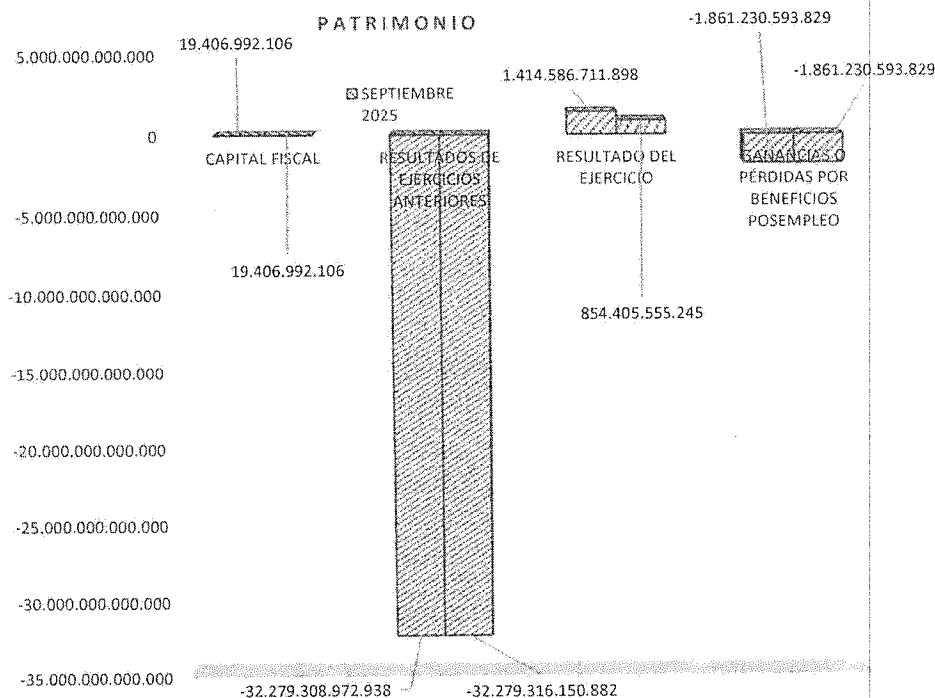 PATRIMONIO
-1.861.230.593.829
19.406.992.106
5.000.000.000.000
1.414.586.711.898
-1.861.230.593.829
SEPTIEMBRE
2025
0
CAPITAL FISCAL
RESULTADOS DE
EJERCICIOS
ANTERIORES
RESULTADO DEL
EJERCICIO
GANANCIAS O
PÉRDIDAS POR
BENEFICIOS
POSEMPLEO
-5.000.000.000.000
19.406.992.106
-10.000.000.000.000
854.405.555.245
-15.000.000.000.000
-20.000.000.000.000
-25.000.000.000.000
-30.000.000.000.000
-35.000.000.000.000
-32.279.308.972.938
-32.279.316.150.882